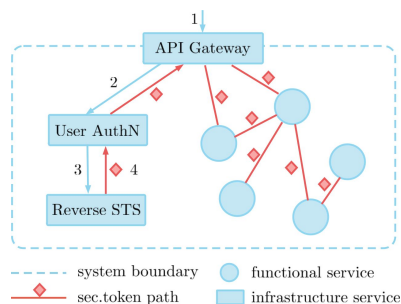 1
API Gateway
2
User AuthN
3 4
Reverse STS
system boundary functional service
sec.token path infrastructure service